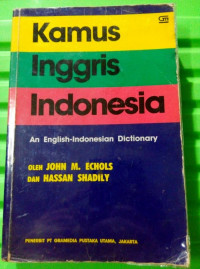 GM
Kamus
Inggris
Indonesia
An English-Indonesian Dictionary
OLEH JOHN M. ECHOLS
DAN HASSAN SHADILY
PENERBIT PT GRAMEDIA PUSTAKA UTAMA, JAKARTA